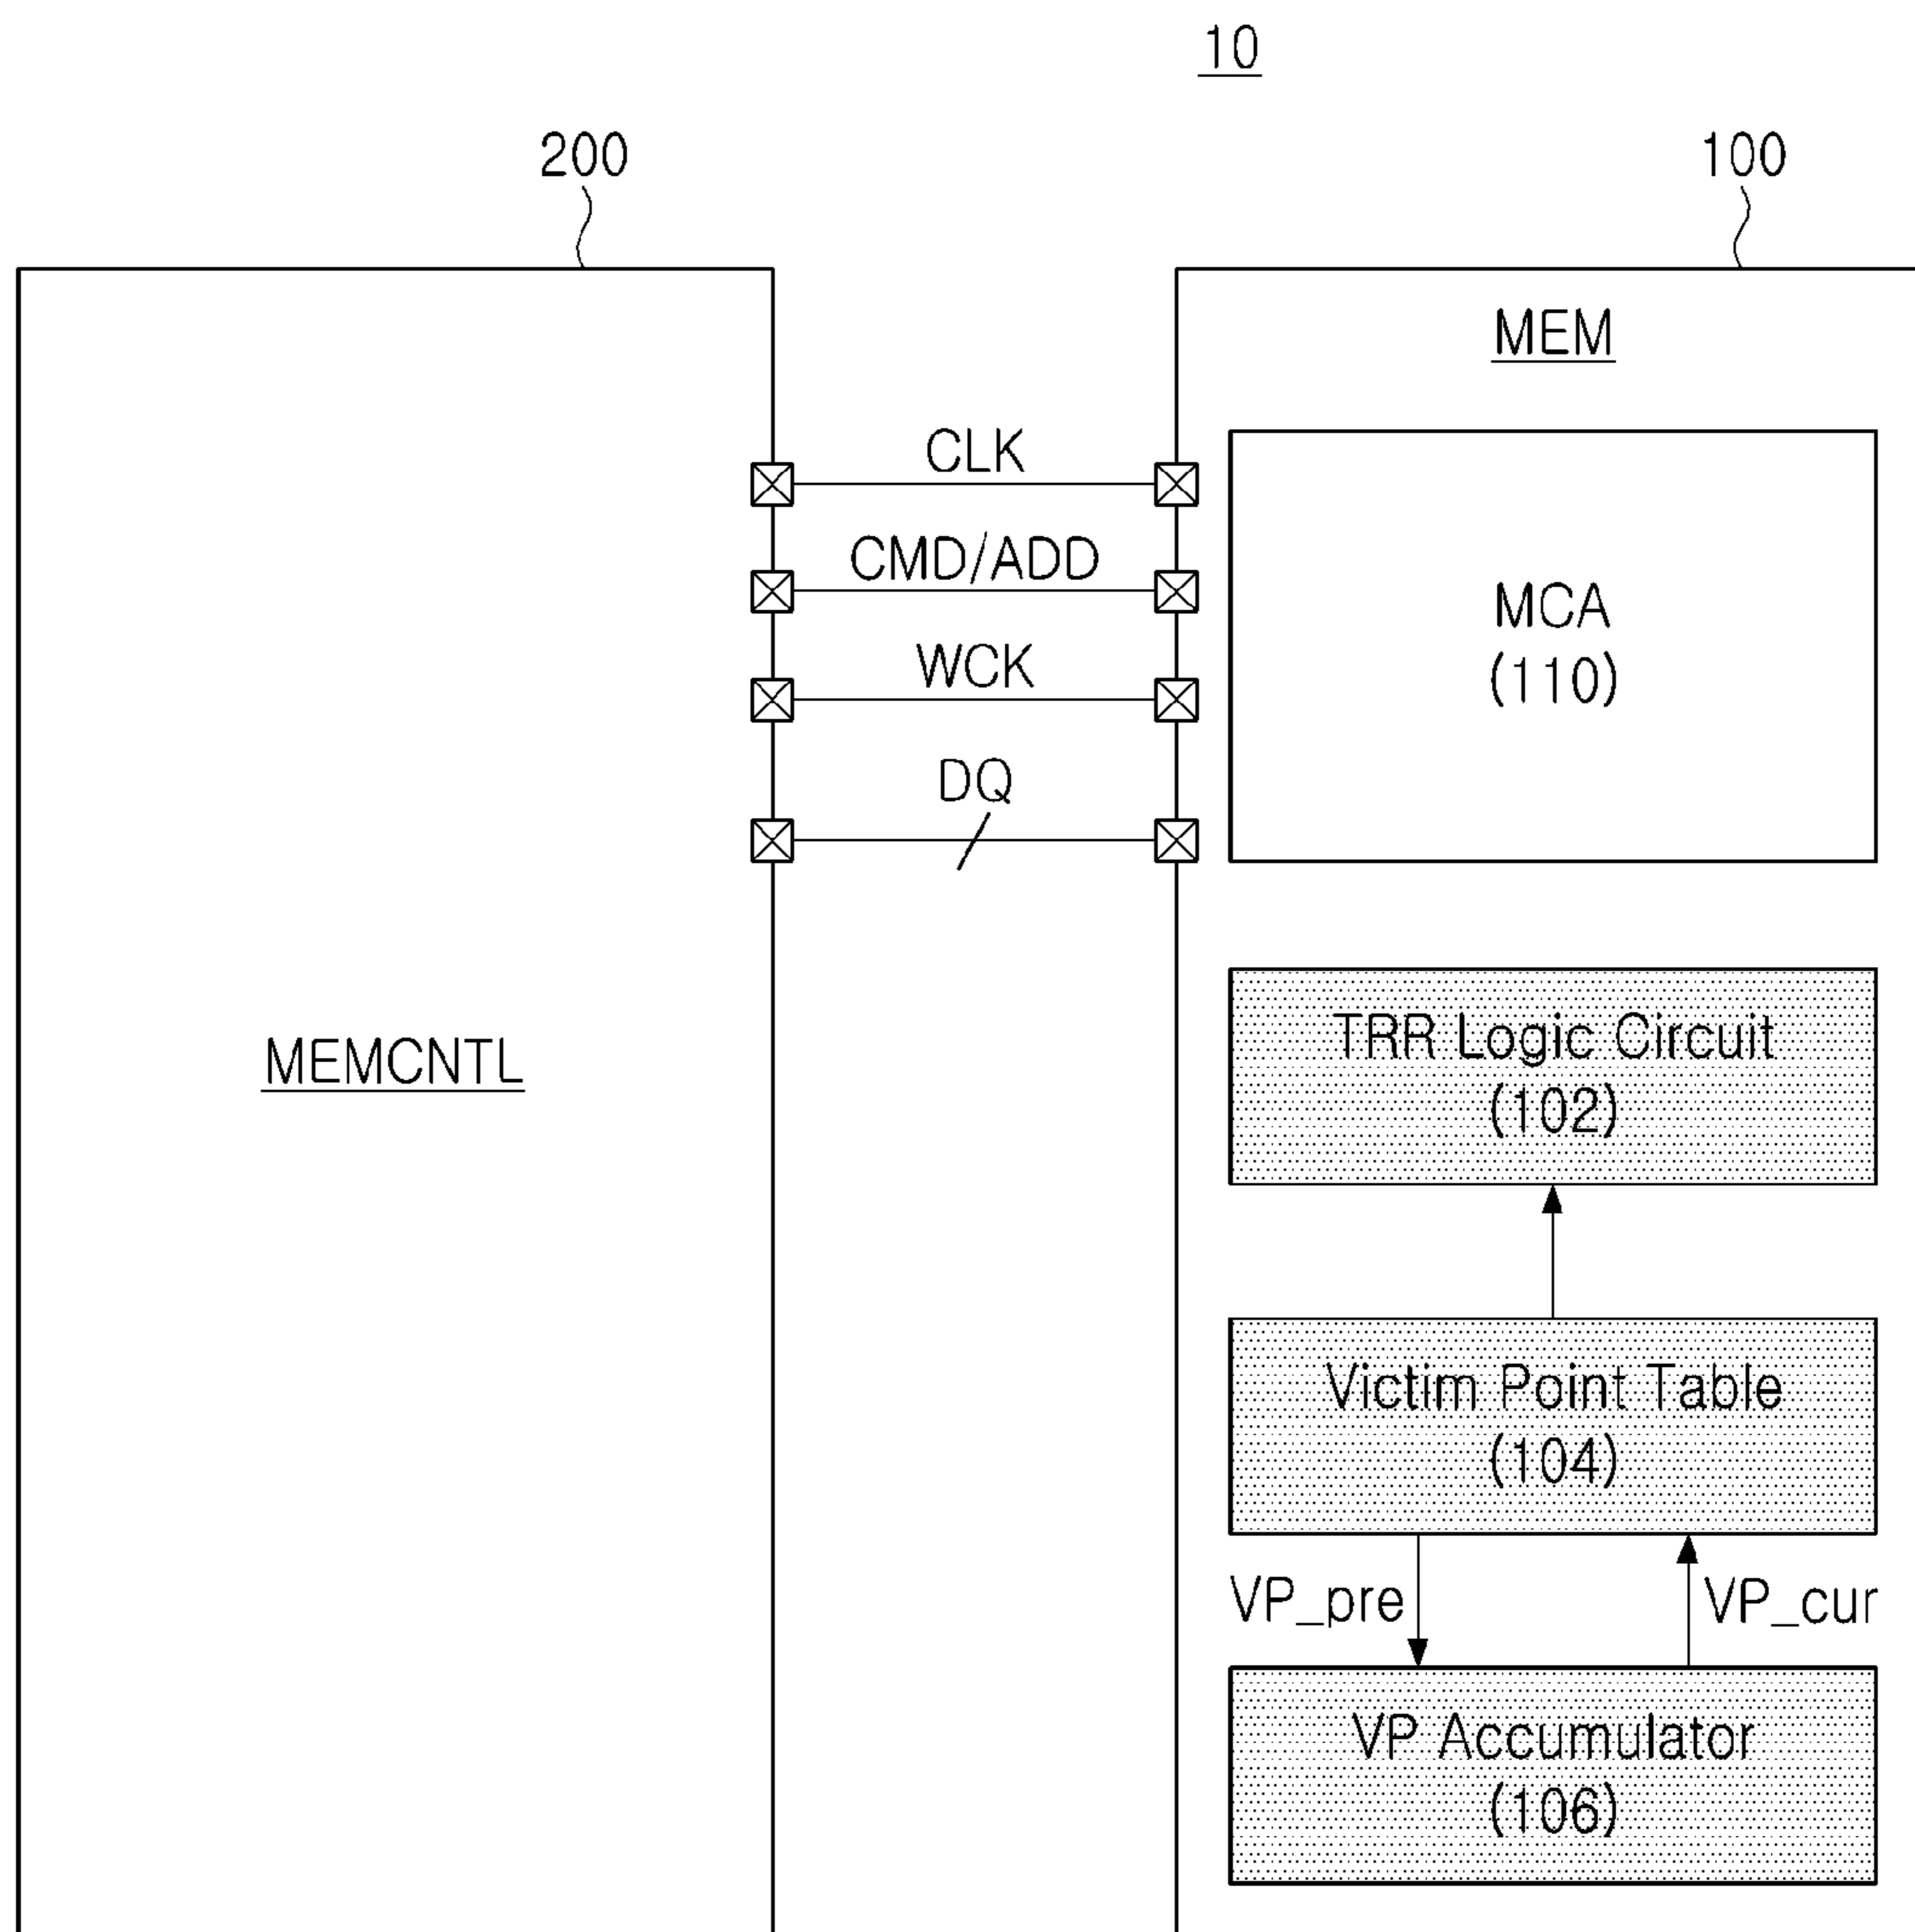 10
200
100
MEM
CLK
CMD/ADD
WCK
DQ
MCA
(110)
MEMCNTL
TRR Logic Circuit
(102)
Victim Point Table
(104)
VP_pre
VP_cur
VP Accumulator
(106)